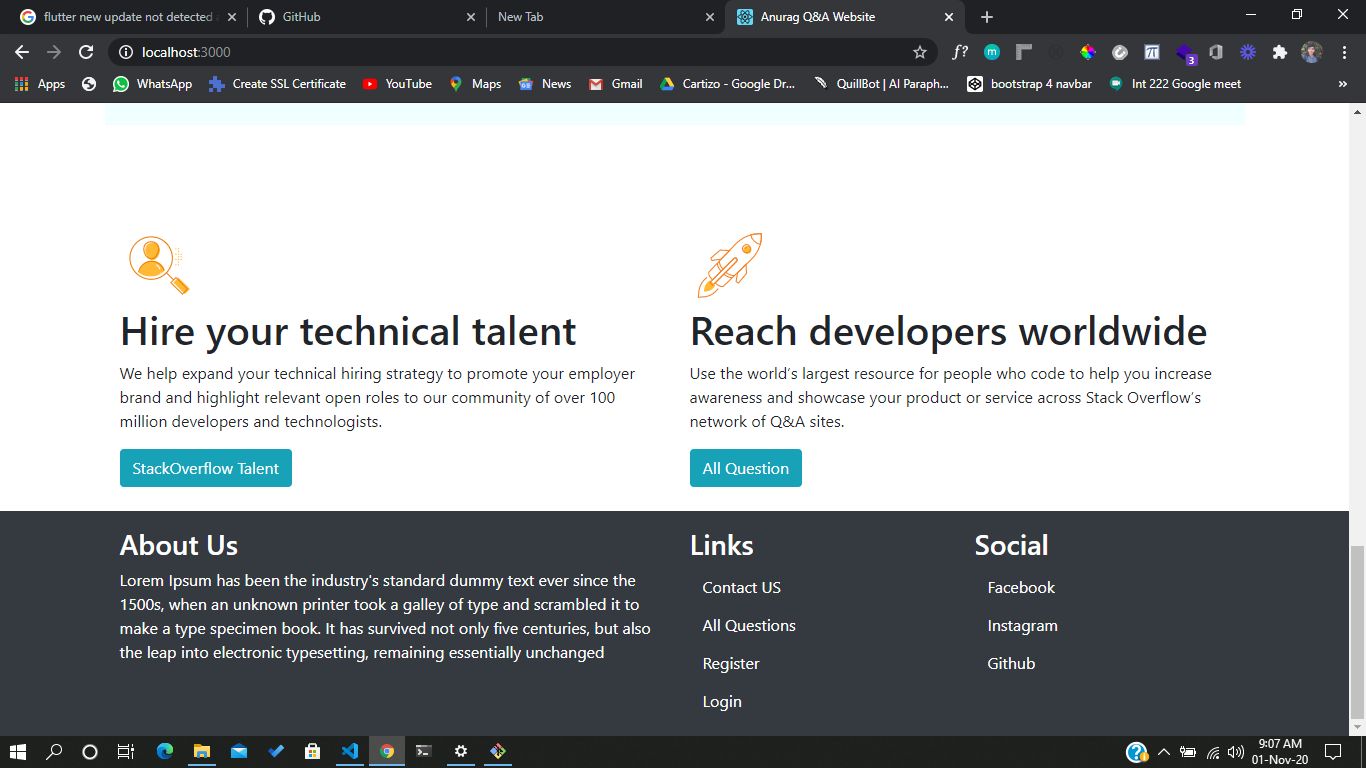 flutter new update not detected
GitHub
New Tab
Anurag Q&A Website
localhost:3000
f?
m
3
Apps
WhatsApp
Create SSL Certificate
YouTube
Maps
News
Gmail
Cartizo - Google Dr...
QuillBot | AI Paraph...
bootstrap 4 navbar
Int 222 Google meet
»
Hire your technical talent
We help expand your technical hiring strategy to promote your employer
brand and highlight relevant open roles to our community of over 100
million developers and technologists.
StackOverflow Talent
Reach developers worldwide
Use the world’s largest resource for people who code to help you increase
awareness and showcase your product or service across Stack Overflow’s
network of Q&A sites.
All Question
About Us
Lorem Ipsum has been the industry's standard dummy text ever since the
1500s, when an unknown printer took a galley of type and scrambled it to
make a type specimen book. It has survived not only five centuries, but also
the leap into electronic typesetting, remaining essentially unchanged
Links
Contact US
All Questions
Register
Login
Social
Facebook
Instagram
Github
9:07 AM
01-Nov-20